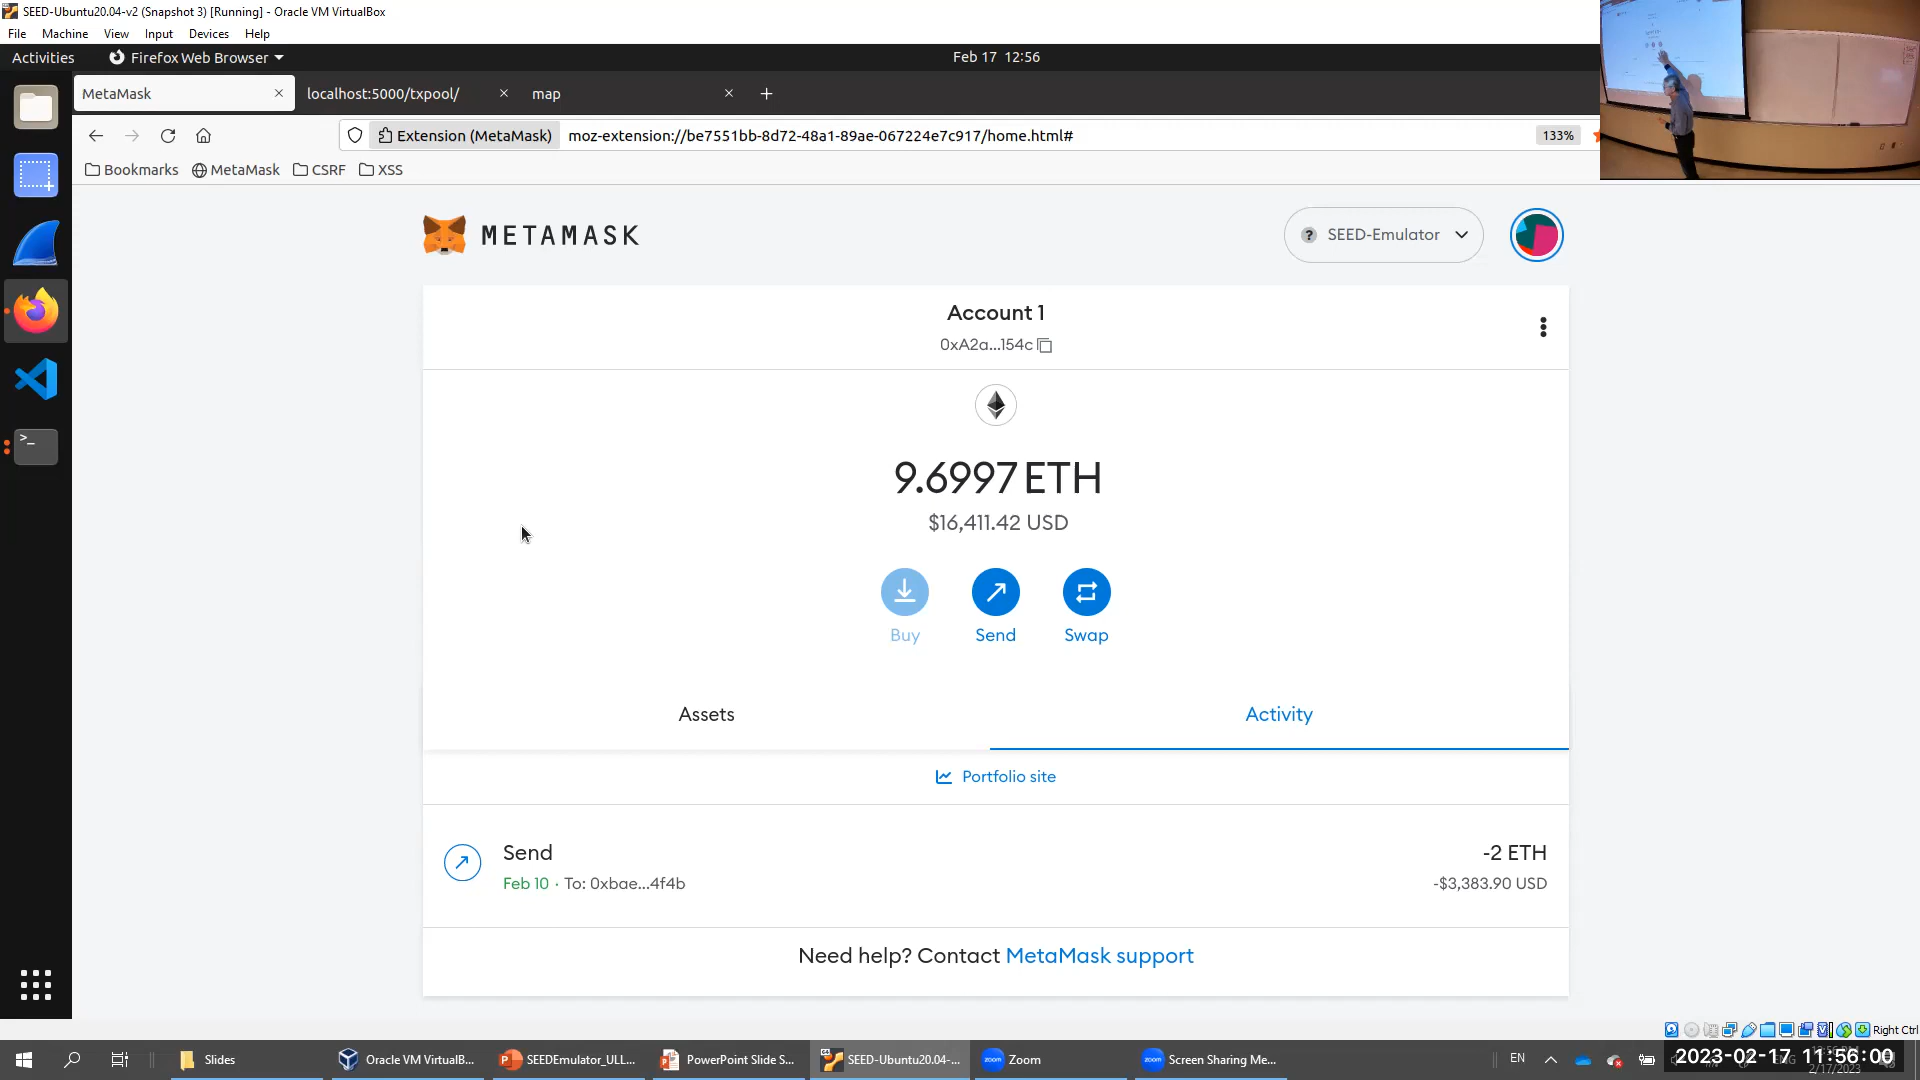 SEED-Ubuntu20.04-v2 (Snapshot 3) [Running] - Oracle VM VirtualBox
File Machine View Input Devices Help
Activities Firefox Web Browser Feb 17 12:56
MetaMask localhost:5000/txpool/ map
Extension (MetaMask) moz-extension://be7551bb-8d72-48a1-89ae-067224e7c917/home.html# 133%
Bookmarks MetaMask CSRF XSS
METAMASK
? SEED-Emulator
Account 1
0xA2a...154c
9.6997 ETH
$16,411.42 USD
Buy Send Swap
Assets Activity
Portfolio site
Send -2 ETH
Feb 10 · To: 0xbae...4f4b -$3,383.90 USD
Need help? Contact MetaMask support
Right Ctrl
Slides Oracle VM VirtualB... SEEDEmulator_ULL... PowerPoint Slide S... SEED-Ubuntu20.04-... zoom Zoom zoom Screen Sharing Me... EN 2023-02-17 11:56:00
2/17/2023